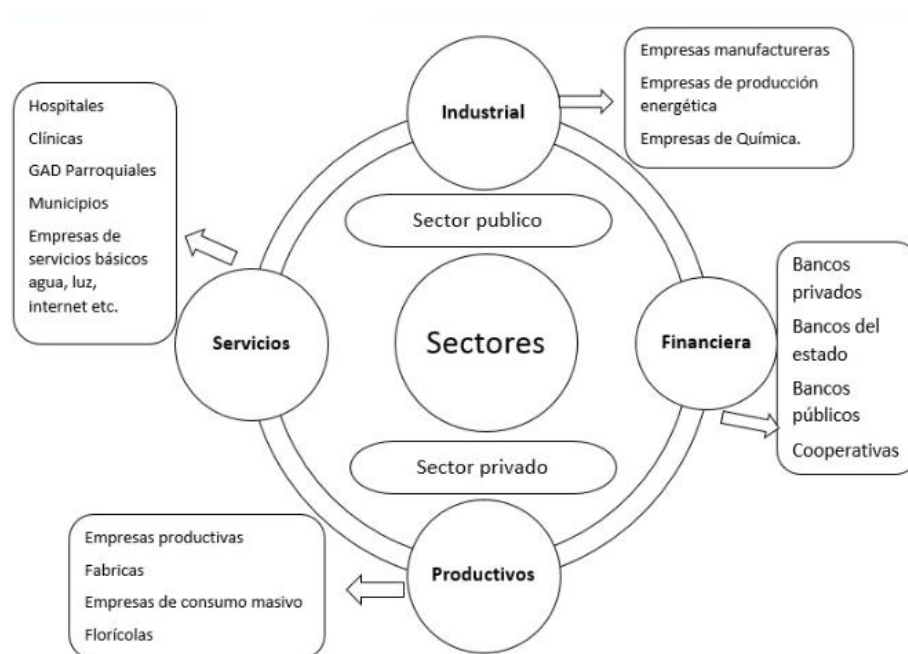 Industrial
Empresas manufactureras
Empresas de producción
energética
Empresas de Química.
Hospitales
Clínicas
GAD Parroquiales
Municipios
Empresas de
servicios básicos
agua, luz,
internet etc.
Sector publico
Servicios
Sectores
Financiera
Bancos
privados
Bancos del
estado
Bancos
públicos
Cooperativas
Sector privado
Productivos
Empresas productivas
Fabricas
Empresas de consumo masivo
Florícolas